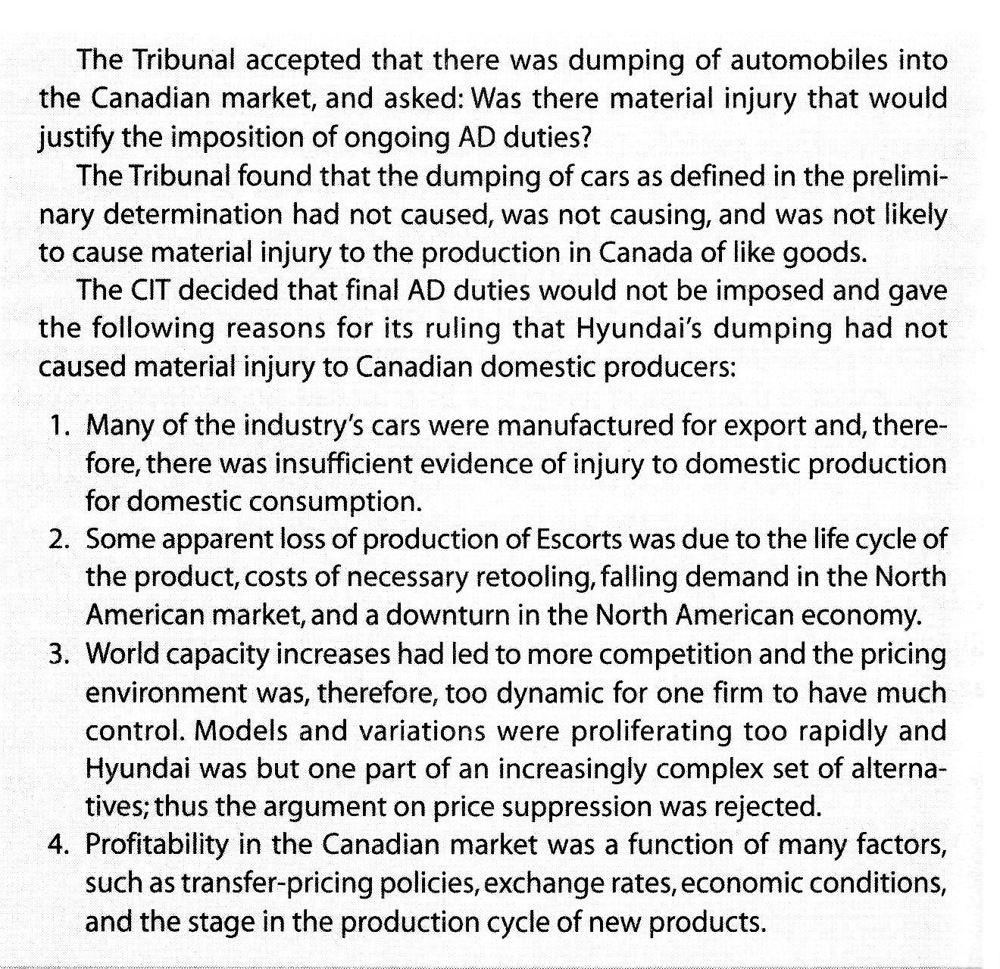 The Tribunal accepted that there was dumping of automobiles into
the Canadian market, and asked: Was there material injury that would
justify the imposition of ongoing AD duties?
The Tribunal found that the dumping of cars as defined in the prelimi-
nary determination had not caused, was not causing, and was not likely
to cause material injury to the production in Canada of like goods.
The CIT decided that final AD duties would not be imposed and gave
the following reasons for its ruling that Hyundai's dumping had not
caused material injury to Canadian domestic producers:
1. Many of the industry's cars were manufactured for export and, there-
fore, there was insufficient evidence of injury to domestic production
for domestic consumption.
2. Some apparent loss of production of Escorts was due to the life cycle of
the product, costs of necessary retooling, falling demand in the North
American market, and a downturn in the North American economy.
3. World capacity increases had led to more competition and the pricing
environment was, therefore, too dynamic for one firm to have much
control. Models and variations were proliferating too rapidly and
Hyundai was but one part of an increasingly complex set of alterna-
tives; thus the argument on price suppression was rejected.
4. Profitability in the Canadian market was a function of many factors,
such as transfer-pricing policies, exchange rates, economic conditions,
and the stage in the production cycle of new products.